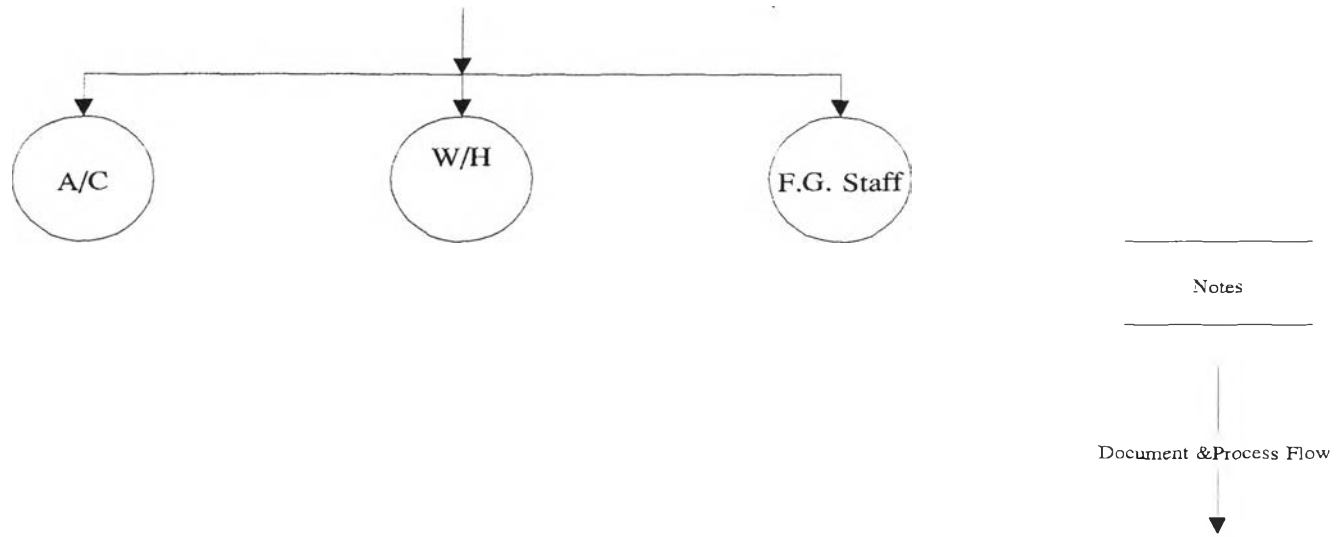 A/C
W/H
F.G. Staff
Notes
Document &Process Flow